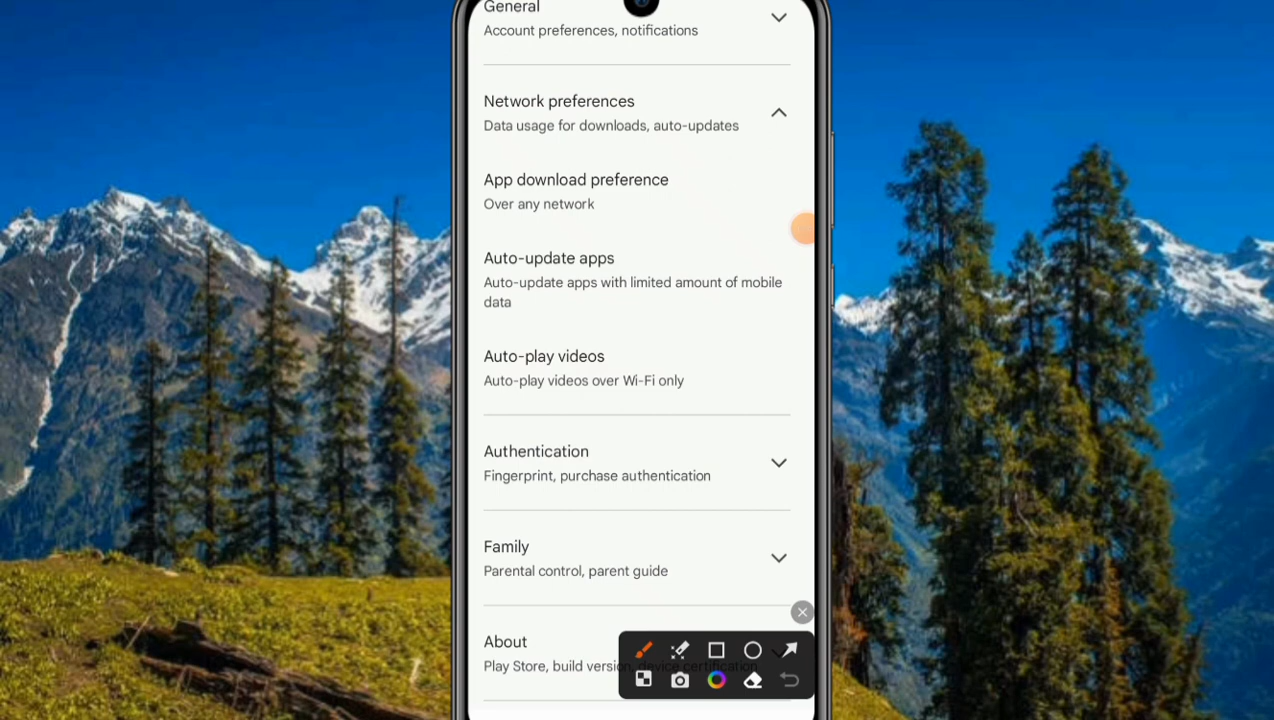 General
Account preferences, notifications
Network preferences
Data usage for downloads, auto-updates
App download preference
Over any network
Auto-update apps
Auto-update apps with limited amount of mobile
data
Auto-play videos
Auto-play videos over Wi-Fi only
Authentication
Fingerprint, purchase authentication
Family
Parental control, parent guide
About
Play Store, build version, device certification